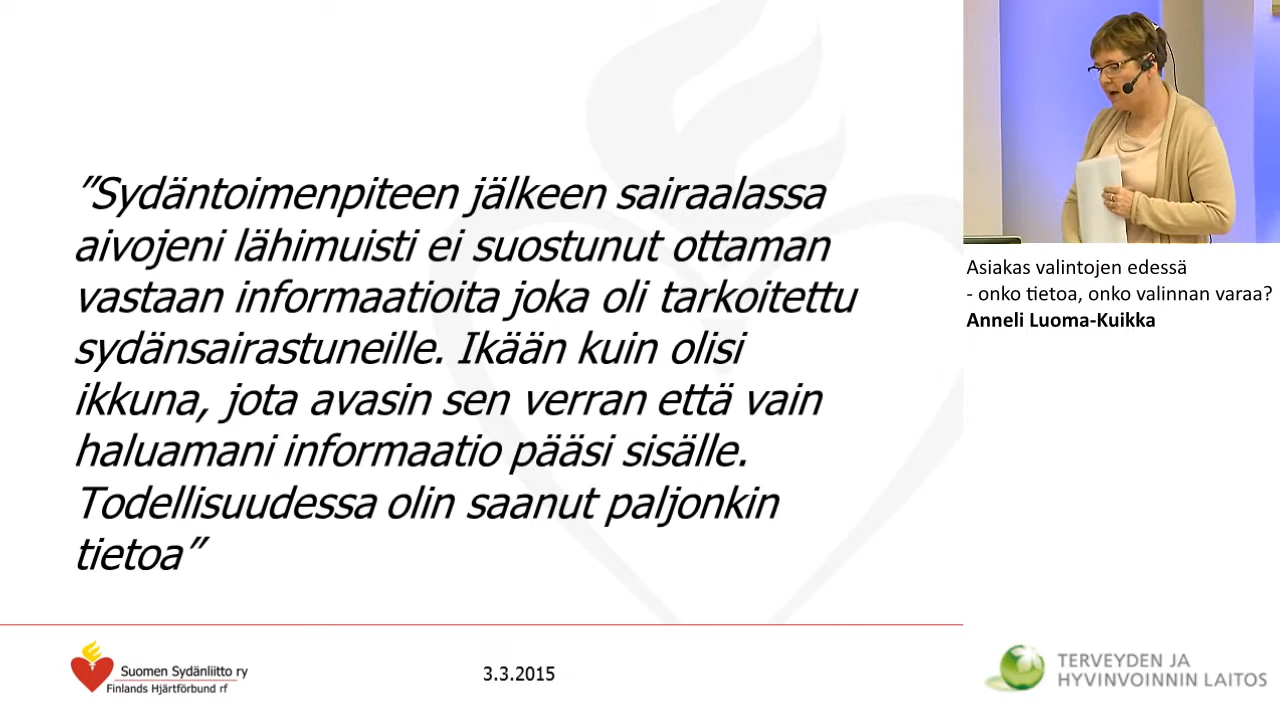 ”Sydäntoimenpiteen jälkeen sairaalassa
aivojeni lähimuisti ei suostunut ottaman
vastaan informaatioita joka oli tarkoitettu
sydänsairastuneille. Ikään kuin olisi
ikkuna, jota avasin sen verran että vain
haluamani informaatio pääsi sisälle.
Todellisuudessa olin saanut paljonkin
tietoa”
Asiakas valintojen edessä
- onko tietoa, onko valinnan varaa?
Anneli Luoma-Kuikka
Suomen Sydänliitto ry
Finlands Hjärtförbund rf
3.3.2015
TERVEYDEN JA
HYVINVOINNIN LAITOS